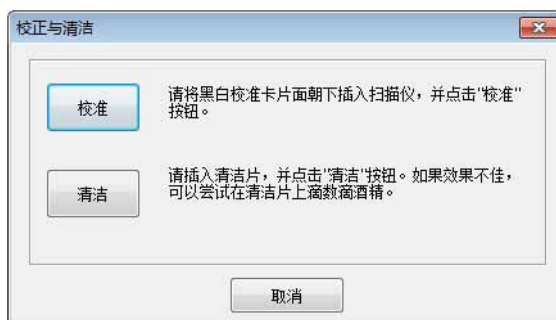 校正与清洁
校准
请将黑白校准卡片面朝下插入扫描仪，并点击"校准"
按钮。
清洁
请插入清洁片，并点击"清洁"按钮。如果效果不佳，
可以尝试在清洁片上滴数滴酒精。
取消